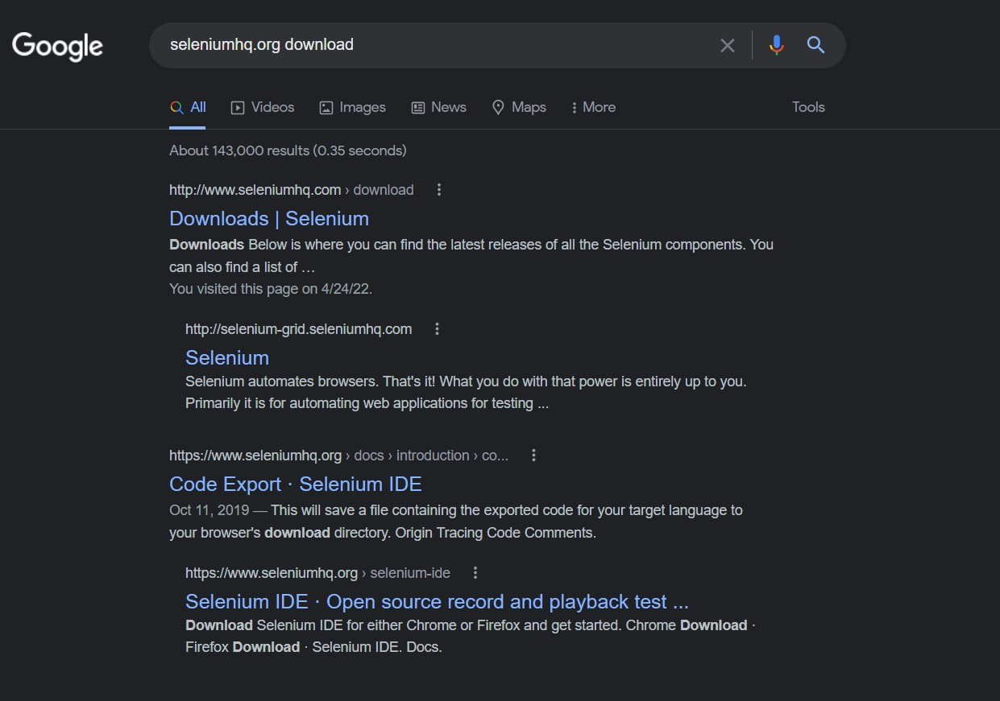 Google
seleniumhq.org download
All Videos Images News Maps More Tools
About 143,000 results (0.35 seconds)
http://www.seleniumhq.com › download
Downloads | Selenium
Downloads Below is where you can find the latest releases of all the Selenium components. You
can also find a list of …
You visited this page on 4/24/22.
http://selenium-grid.seleniumhq.com
Selenium
Selenium automates browsers. That's it! What you do with that power is entirely up to you.
Primarily it is for automating web applications for testing ...
https://www.seleniumhq.org › docs › introduction › co...
Code Export · Selenium IDE
Oct 11, 2019 — This will save a file containing the exported code for your target language to
your browser's download directory. Origin Tracing Code Comments.
https://www.seleniumhq.org › selenium-ide
Selenium IDE · Open source record and playback test ...
Download Selenium IDE for either Chrome or Firefox and get started. Chrome Download ·
Firefox Download · Selenium IDE. Docs.